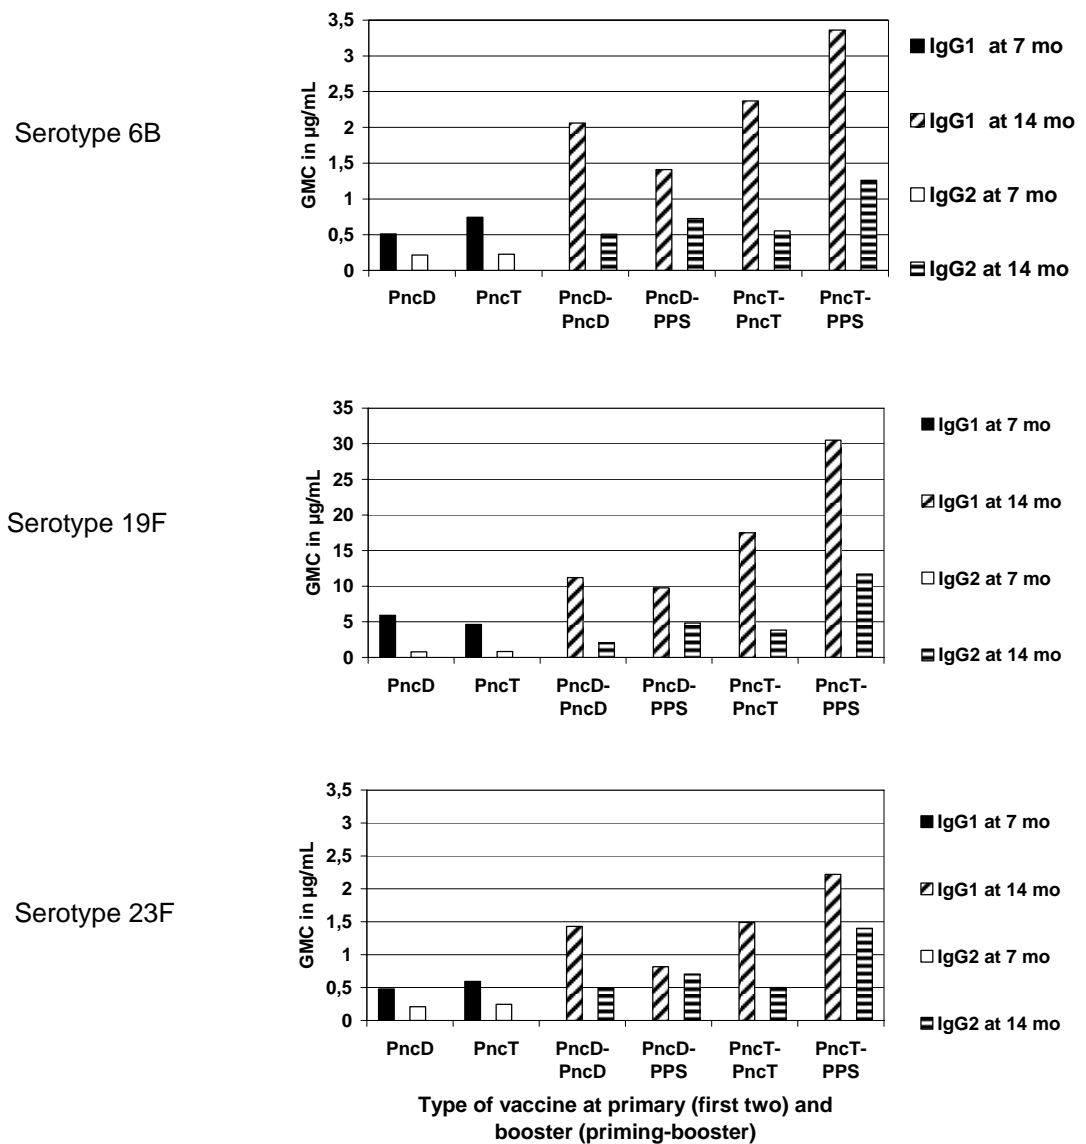 Serotype 6B
GMC in µg/mL
3,5
3
2,5
2
1,5
1
0,5
0
PncD
PncT
PncD-
PncD
PncD-
PPS
PncT-
PncT
PncT-
PPS
IgG1 at 7 mo
IgG1 at 14 mo
IgG2 at 7 mo
IgG2 at 14 mo
Serotype 19F
GMC in µg/mL
35
30
25
20
15
10
5
0
PncD
PncT
PncD-
PncD
PncD-
PPS
PncT-
PncT
PncT-
PPS
IgG1 at 7 mo
IgG1 at 14 mo
IgG2 at 7 mo
IgG2 at 14 mo
Serotype 23F
GMC in µg/mL
3,5
3
2,5
2
1,5
1
0,5
0
PncD
PncT
PncD-
PncD
PncD-
PPS
PncT-
PncT
PncT-
PPS
IgG1 at 7 mo
IgG1 at 14 mo
IgG2 at 7 mo
IgG2 at 14 mo
Type of vaccine at primary (first two) and
booster (priming-booster)